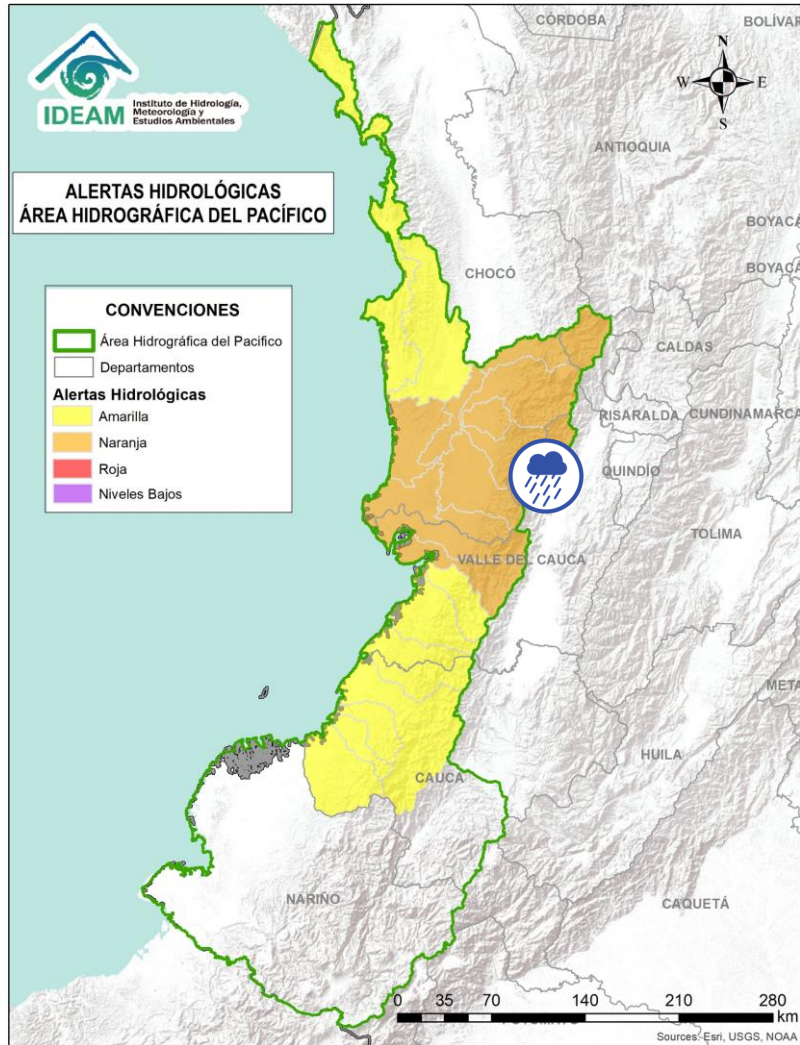 IDEAM
Instituto de Hidrología,
Meteorología y
Estudios Ambientales
ALERTAS HIDROLÓGICAS
ÁREA HIDROGRÁFICA DEL PACÍFICO
CONVENCIONES
Área Hidrográfica del Pacifico
Departamentos
Alertas Hidrológicas
Amarilla
Naranja
Roja
Niveles Bajos
N
W E
S
CÓRDOBA
BOLÍVAR
ANTIOQUIA
BOYACÁ
BOYACÁ
CHOCÓ
CALDAS
RISARALDA
CUNDINAMARCA
QUINDÍO
TOLIMA
VALLE DEL CAUCA
META
HUILA
CAUCA
NARIÑO
CAQUETÁ
0 35 70 140 210 280
km
Sources: Esri, USGS, NOAA